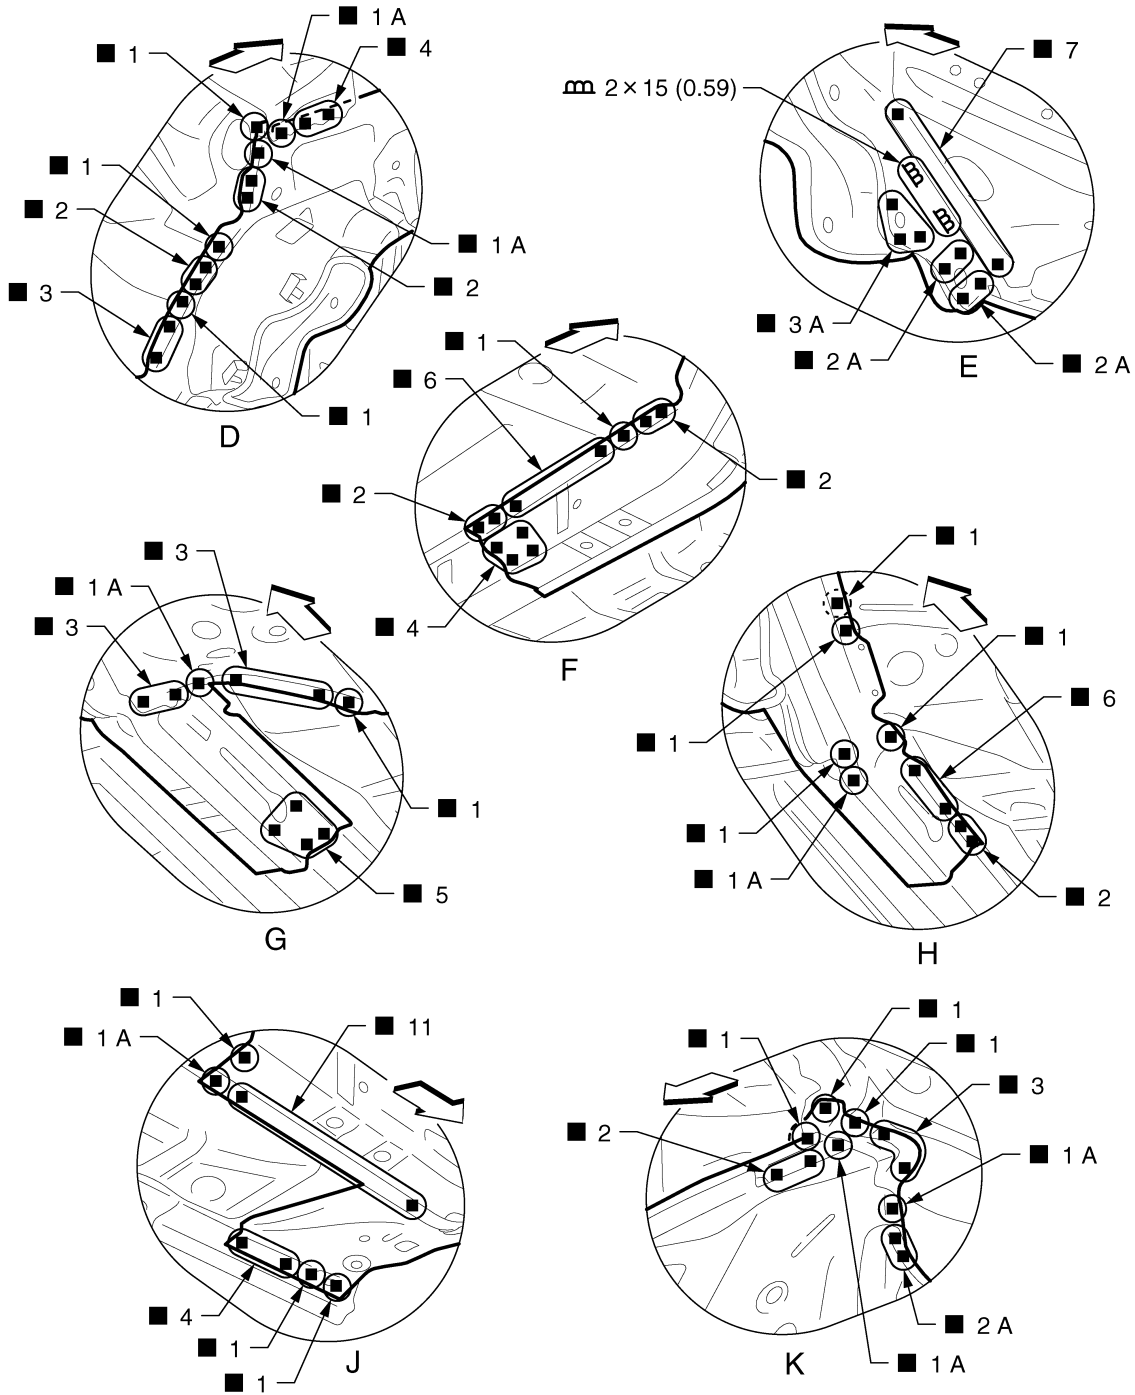 ■ 1 A
■ 1
■ 4
■ 1
■ 2
■ 3
■ 1 A
■ 2
■ 1
D
■ 7
2×15 (0.59)
■ 3 A
■ 2 A
■ 2 A
E
■ 1
■ 6
■ 2
■ 2
■ 4
F
■ 3
■ 1 A
■ 3
■ 1
■ 5
G
■ 1
■ 1
■ 6
■ 1
■ 1
■ 1 A
■ 2
H
■ 1
■ 1 A
■ 11
■ 4
■ 1
■ 1
J
■ 1
■ 1
■ 1
■ 3
■ 2
■ 1 A
■ 2 A
■ 1 A
K